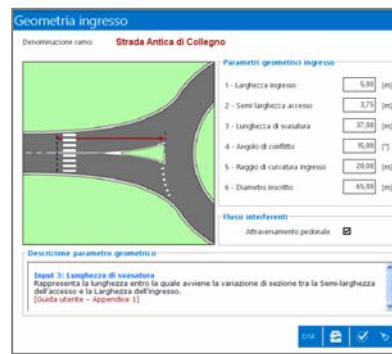 Geometria ingresso
Denominazione ramo: Strada Antica di Collegno
Parametri geometrici ingresso
1 - Larghezza ingresso 5,00 [m]
2 - Semi larghezza accesso 3,75 [m]
3 - Lunghezza di svasatura 37,00 [m]
4 - Angolo di conflitto 15,00 [°]
5 - Raggio di curvatura ingresso 20,00 [m]
6 - Diametro inscritto 65,00 [m]
Flussi interferenti
Attraversamento pedonale
Descrizione parametro geometrico
Input 3: Lunghezza di svasatura
Rappresenta la lunghezza entro la quale avviene la variazione di sezione tra la Semi-larghezza
dell'accesso e la Larghezza dell'ingresso.
[Guida utente - Appendice 1]